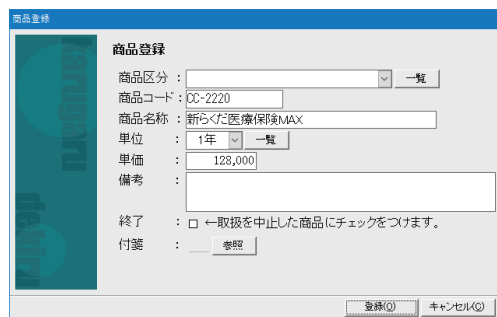 商品登録
karugaru
dekiru
商品登録
商品区分 : 一覧
商品コード : CC-2220
商品名称 : 新らくだ医療保険MAX
単位 : 1年 一覧
単価 : 128,000
備考 :
終了 : □ ←取扱を中止した商品にチェックをつけます。
付箋 : 参照
登録(O) キャンセル(C)